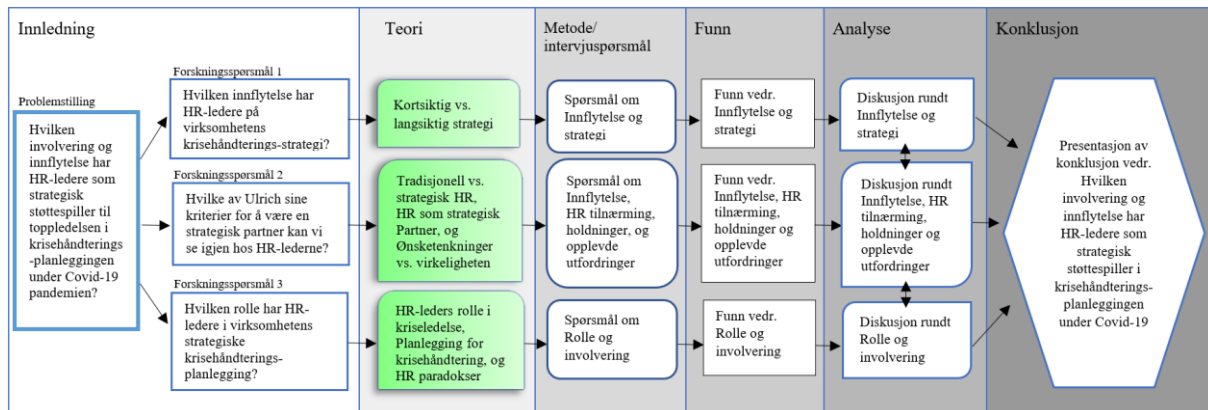 Innledning
Problemstilling
Hvilken
involvering og
innflytelse har
HR-ledere som
strategisk
støttespiller til
toppledelsen i
krisehåndterings
-planleggingen
under Covid-19
pandemien?
Forskningsspørsmål 1
Hvilken innflytelse har
HR-ledere på
virksomhetens
krisehåndterings-strategi?
Forskningsspørsmål 2
Hvilke av Ulrich sine
kriterier for å være en
strategisk partner kan vi
se igjen hos HR-lederne?
Forskningsspørsmål 3
Hvilken rolle har HR-
ledere i virksomhetens
strategiske
krisehåndterings-
planlegging?
Teori
Kortsiktig vs.
langsiktig strategi
Tradisjonell vs.
strategisk HR,
HR som strategisk
Partner, og
Ønsketenkninger
vs. virkeligheten
HR-leders rolle i
kriseledelse,
Planlegging for
krisehåndtering, og
HR paradokser
Metode/
intervjuspørsmål
Spørsmål om
Innflytelse og
strategi
Spørsmål om
Innflytelse,
HR tilnærming,
holdninger, og
opplevde
utfordringer
Spørsmål om
Rolle og
involvering
Funn
Funn vedr.
Innflytelse og
strategi
Funn vedr.
Innflytelse, HR
tilnærming,
holdninger og
opplevde
utfordringer
Funn vedr.
Rolle og
involvering
Analyse
Diskusjon rundt
Innflytelse og
strategi
Diskusjon rundt
Innflytelse, HR
tilnærming,
holdninger og
opplevde
utfordringer
Diskusjon rundt
Rolle og
involvering
Konklusjon
Presentasjon av
konklusjon vedr.
Hvilken
involvering og
innflytelse har
HR-ledere som
strategisk
støttespiller i
krisehåndterings-
planleggingen
under Covid-19